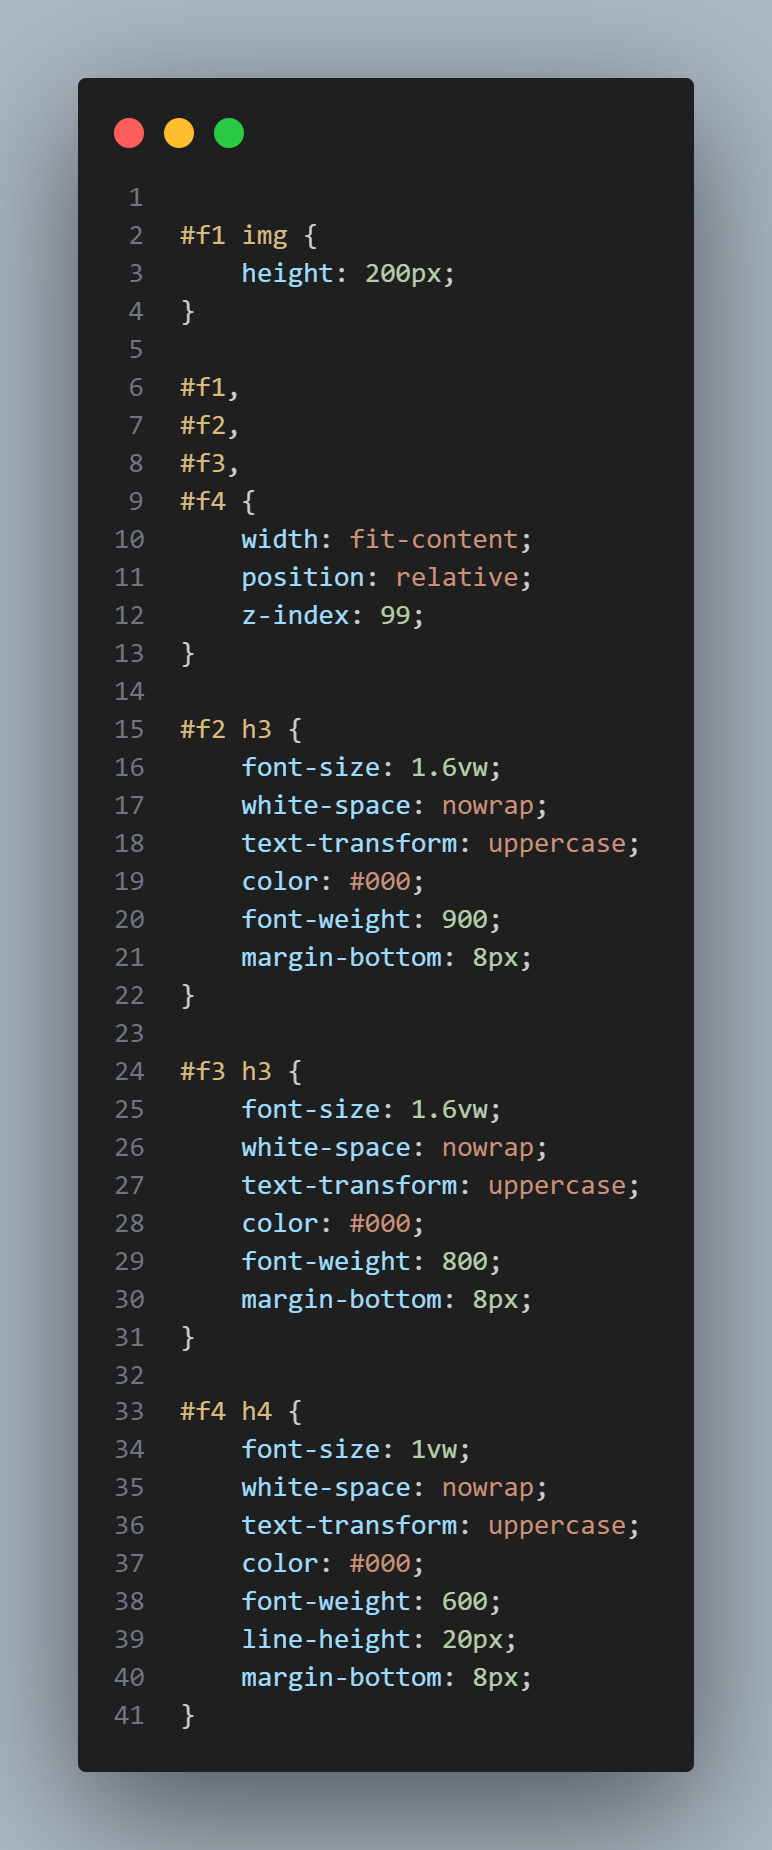 1
2 #f1 img {
3     height: 200px;
4 }
5
6 #f1,
7 #f2,
8 #f3,
9 #f4 {
10     width: fit-content;
11     position: relative;
12     z-index: 99;
13 }
14
15 #f2 h3 {
16     font-size: 1.6vw;
17     white-space: nowrap;
18     text-transform: uppercase;
19     color: #000;
20     font-weight: 900;
21     margin-bottom: 8px;
22 }
23
24 #f3 h3 {
25     font-size: 1.6vw;
26     white-space: nowrap;
27     text-transform: uppercase;
28     color: #000;
29     font-weight: 800;
30     margin-bottom: 8px;
31 }
32
33 #f4 h4 {
34     font-size: 1vw;
35     white-space: nowrap;
36     text-transform: uppercase;
37     color: #000;
38     font-weight: 600;
39     line-height: 20px;
40     margin-bottom: 8px;
41 }